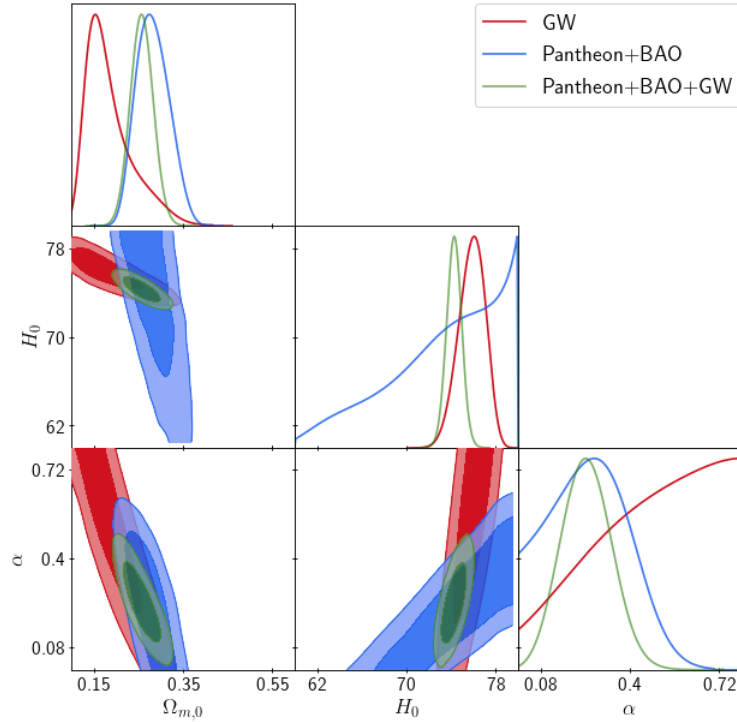 GW
Pantheon+BAO
Pantheon+BAO+GW
78
70
62
H₀
0.72
0.4
0.08
α
0.15 0.35 0.55
Ωₘ,₀
62 70 78
H₀
0.08 0.4 0.72
α